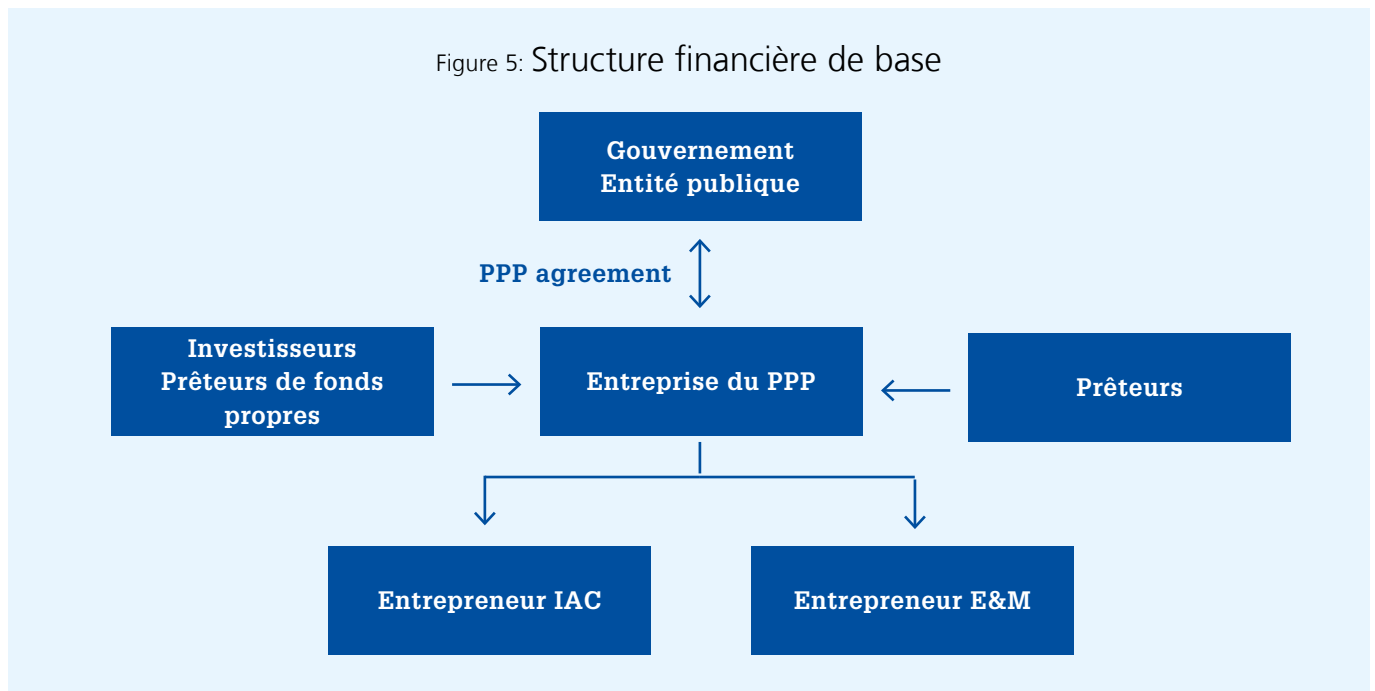 Figure 5: Structure financière de base
Gouvernement
Entité publique
PPP agreement
Investisseurs
Prêteurs de fonds
propres
Entreprise du PPP
Prêteurs
Entrepreneur IAC
Entrepreneur E&M